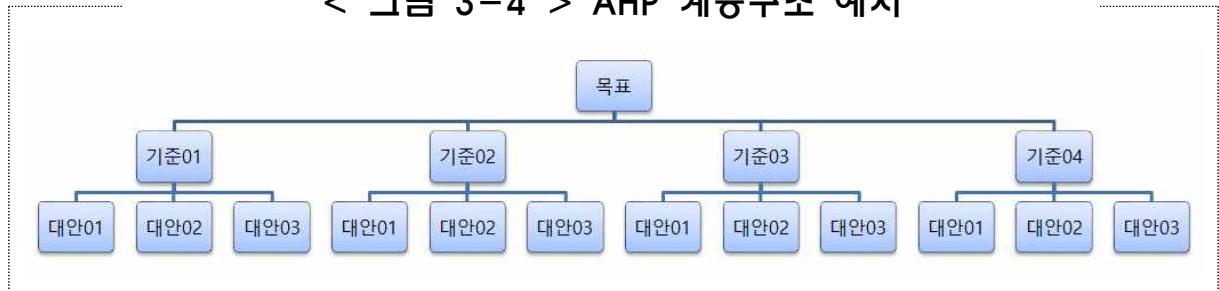 < 그림 3-4 > AHP 계층구조 예시
목표
기준01 기준02 기준03 기준04
대안01 대안02 대안03 대안01 대안02 대안03 대안01 대안02 대안03 대안01 대안02 대안03